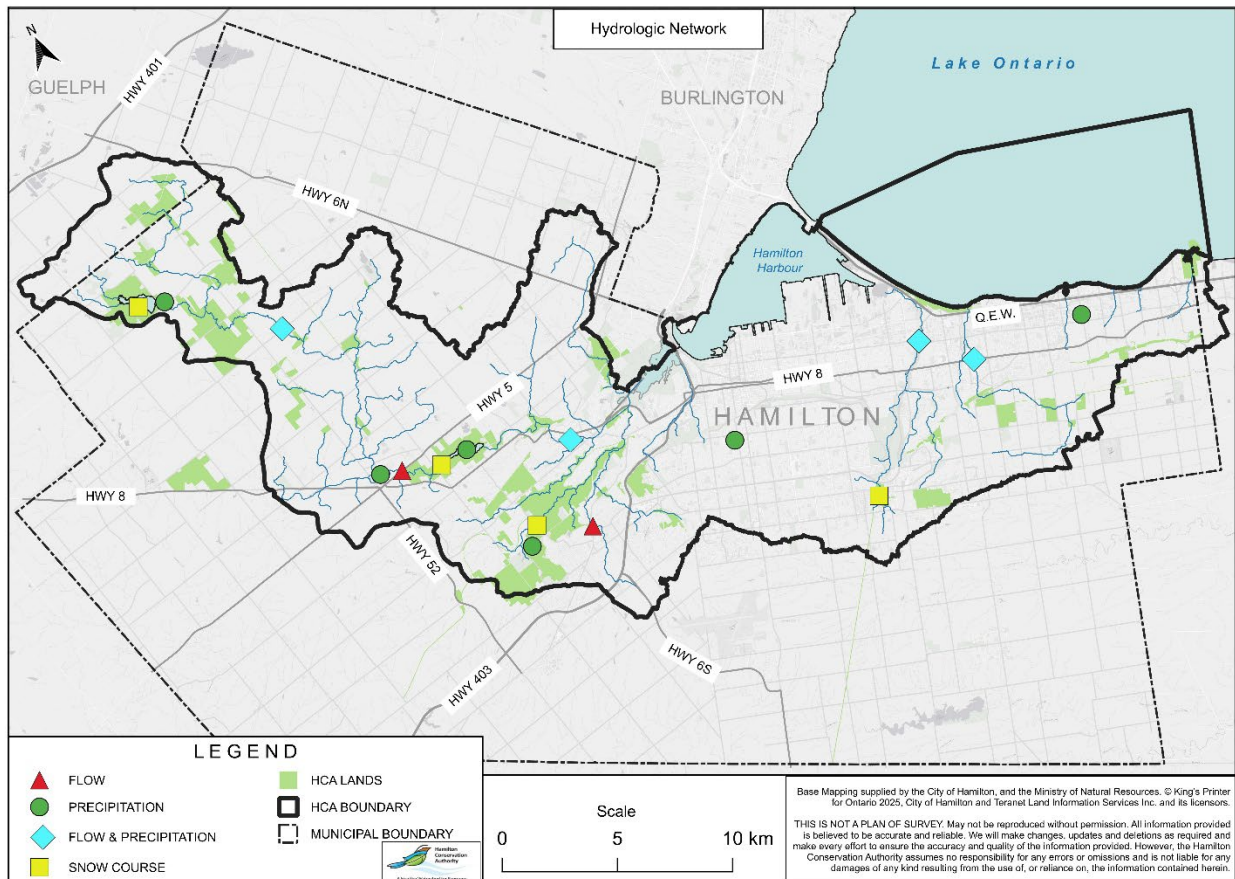 Hydrologic Network
N
Lake Ontario
GUELPH
HWY 401
BURLINGTON
HWY 6N
Hamilton
Harbour
Q.E.W.
HWY 5
HWY 8
HAMILTON
HWY 8
HWY 52
HWY 6S
HWY 403
LEGEND
FLOW
PRECIPITATION
FLOW & PRECIPITATION
SNOW COURSE
HCA LANDS
HCA BOUNDARY
MUNICIPAL BOUNDARY
Hamilton
Conservation
Authority
Scale
0 5 10 km
Base Mapping supplied by the City of Hamilton, and the Ministry of Natural Resources. © King's Printer
for Ontario 2025, City of Hamilton and Teranet Land Information Services Inc. and its licensors.
THIS IS NOT A PLAN OF SURVEY. May not be reproduced without permission. All information provided
is believed to be accurate and reliable. We will make changes, updates and deletions as required and
make every effort to ensure the accuracy and quality of the information provided. However, the Hamilton
Conservation Authority assumes no responsibility for any errors or omissions and is not liable for any
damages of any kind resulting from the use of, or reliance on, the information contained herein.